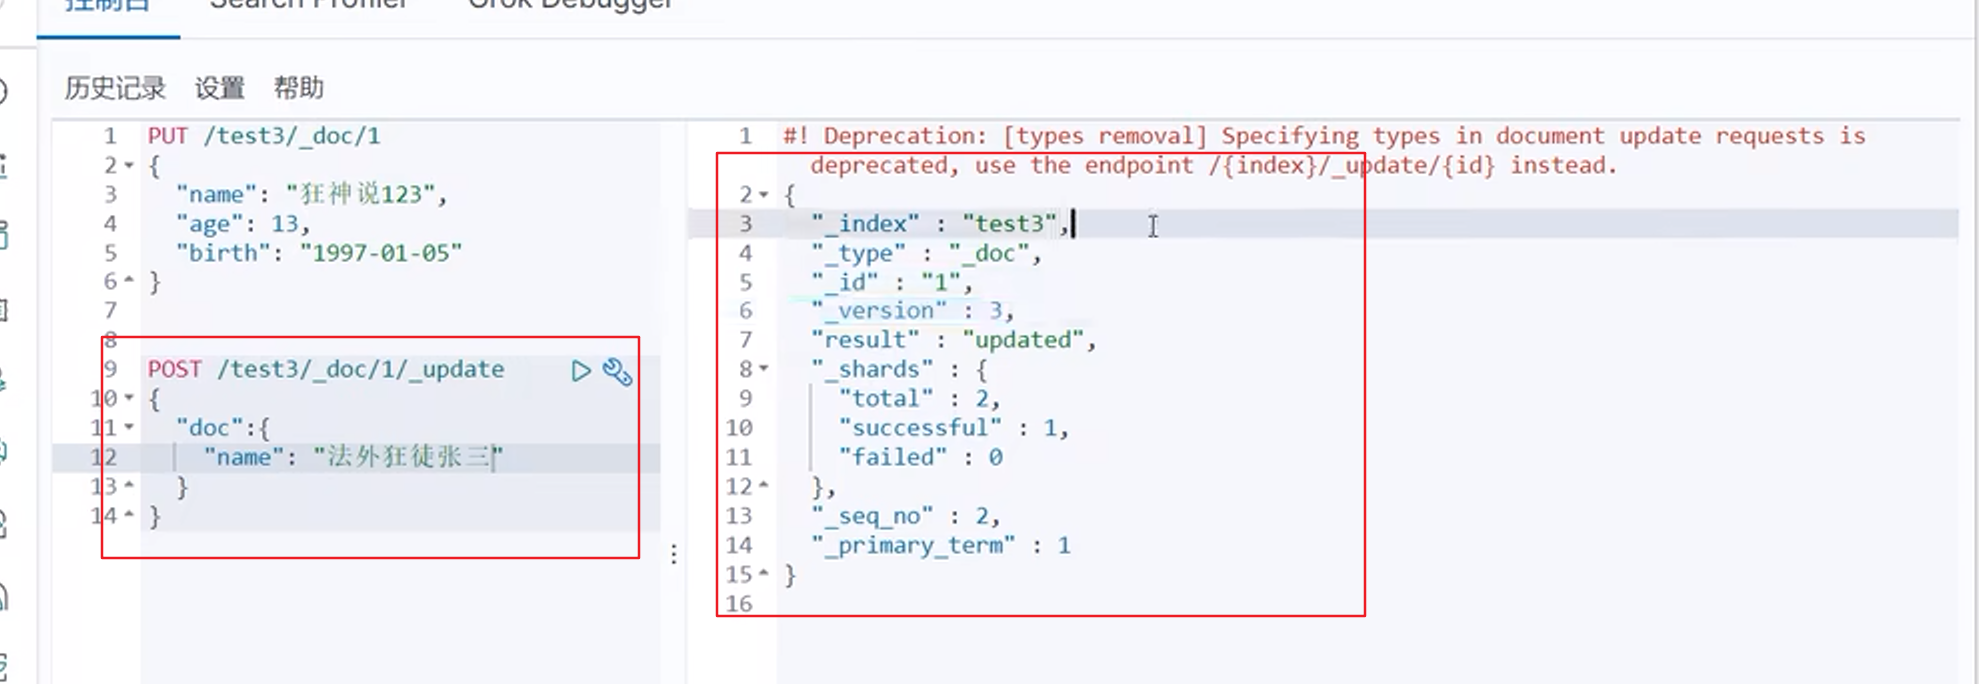 控制台 Search Profiler Grok Debugger
历史记录 设置 帮助
1 PUT /test3/_doc/1
2 {
3 "name": "狂神说123",
4 "age": 13,
5 "birth": "1997-01-05"
6 }
7
8
9 POST /test3/_doc/1/_update
10 {
11 "doc":{
12 "name": "法外狂徒张三"
13 }
14 }
1 #! Deprecation: [types removal] Specifying types in document update requests is
deprecated, use the endpoint /{index}/_update/{id} instead.
2 {
3 "_index" : "test3",
4 "_type" : "_doc",
5 "_id" : "1",
6 "_version" : 3,
7 "result" : "updated",
8 "_shards" : {
9 "total" : 2,
10 "successful" : 1,
11 "failed" : 0
12 },
13 "_seq_no" : 2,
14 "_primary_term" : 1
15 }
16